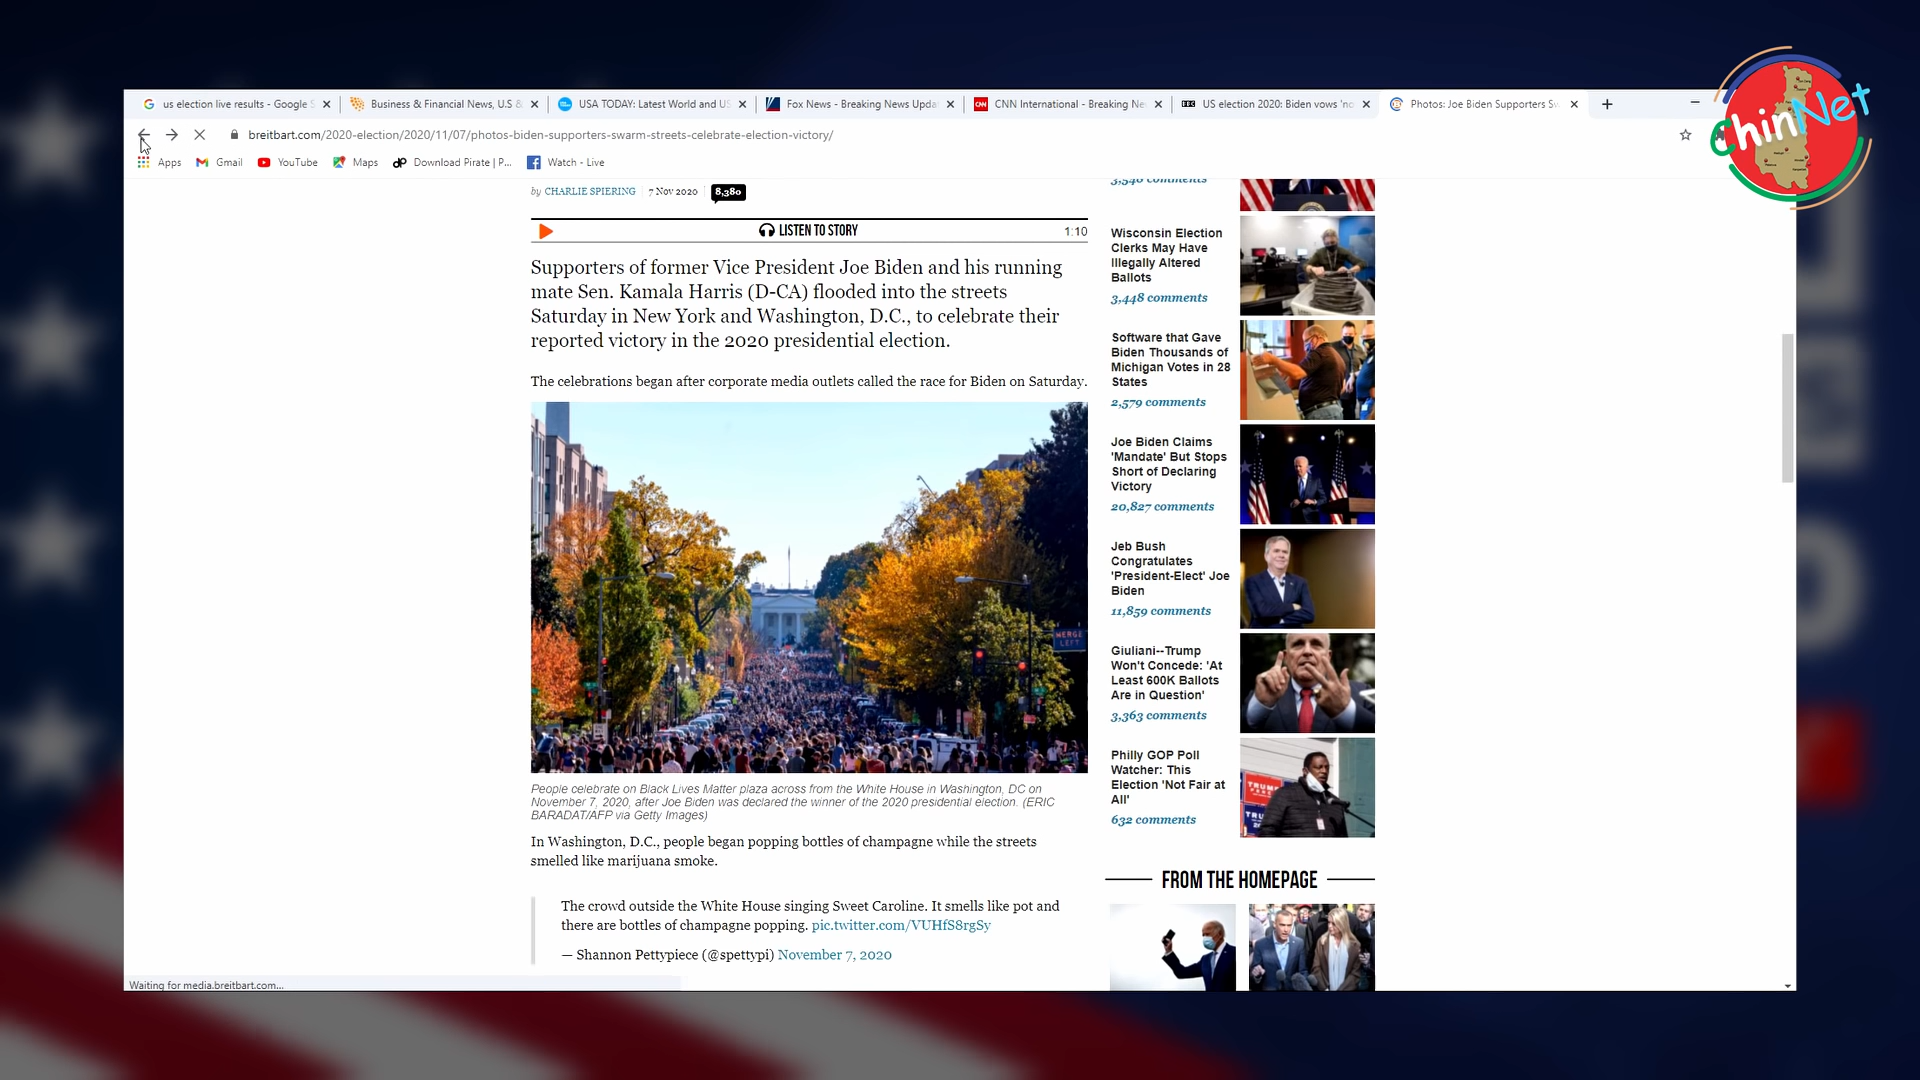 us election live results - Google S
Business & Financial News, U.S &
USA TODAY: Latest World and US
Fox News - Breaking News Upda
CNN International - Breaking Ne
US election 2020: Biden vows 'no
Photos: Joe Biden Supporters Sw
breitbart.com/2020-election/2020/11/07/photos-biden-supporters-swarm-streets-celebrate-election-victory/
Apps
Gmail
YouTube
Maps
Download Pirate | P...
Watch - Live
chinNet
by CHARLIE SPIERING
7 Nov 2020
8,380
LISTEN TO STORY
1:10
Supporters of former Vice President Joe Biden and his running
mate Sen. Kamala Harris (D-CA) flooded into the streets
Saturday in New York and Washington, D.C., to celebrate their
reported victory in the 2020 presidential election.
The celebrations began after corporate media outlets called the race for Biden on Saturday.
MERGE
LEFT
People celebrate on Black Lives Matter plaza across from the White House in Washington, DC on
November 7, 2020, after Joe Biden was declared the winner of the 2020 presidential election. (ERIC
BARADAT/AFP via Getty Images)
In Washington, D.C., people began popping bottles of champagne while the streets
smelled like marijuana smoke.
The crowd outside the White House singing Sweet Caroline. It smells like pot and
there are bottles of champagne popping. pic.twitter.com/VUHfS8rgSy
— Shannon Pettypiece (@spettypi) November 7, 2020
3,546 comments
Wisconsin Election
Clerks May Have
Illegally Altered
Ballots
3,448 comments
Software that Gave
Biden Thousands of
Michigan Votes in 28
States
2,579 comments
Joe Biden Claims
'Mandate' But Stops
Short of Declaring
Victory
20,827 comments
Jeb Bush
Congratulates
'President-Elect' Joe
Biden
11,859 comments
Giuliani--Trump
Won't Concede: 'At
Least 600K Ballots
Are in Question'
3,363 comments
Philly GOP Poll
Watcher: This
Election 'Not Fair at
All'
632 comments
FROM THE HOMEPAGE
Waiting for media.breitbart.com...